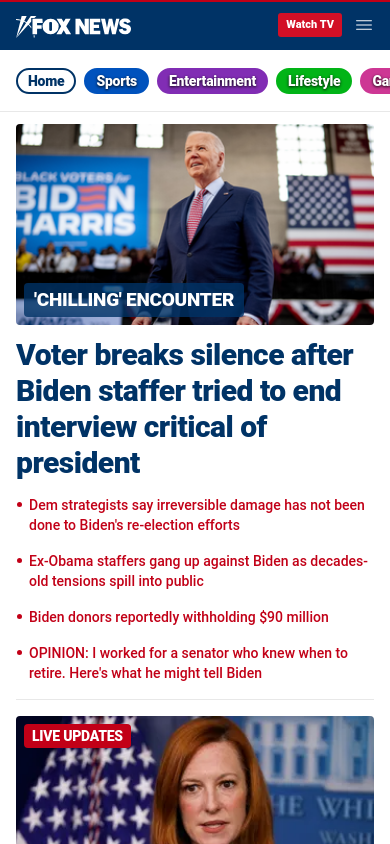 FOX NEWS
Watch TV
Home
Sports
Entertainment
Lifestyle
BLACK VOTERS for
BIDEN
HARRIS
'CHILLING' ENCOUNTER
Voter breaks silence after
Biden staffer tried to end
interview critical of
president
• Dem strategists say irreversible damage has not been
done to Biden's re-election efforts
• Ex-Obama staffers gang up against Biden as decades-
old tensions spill into public
• Biden donors reportedly withholding $90 million
• OPINION: I worked for a senator who knew when to
retire. Here's what he might tell Biden
LIVE UPDATES
HE WHI
WASH